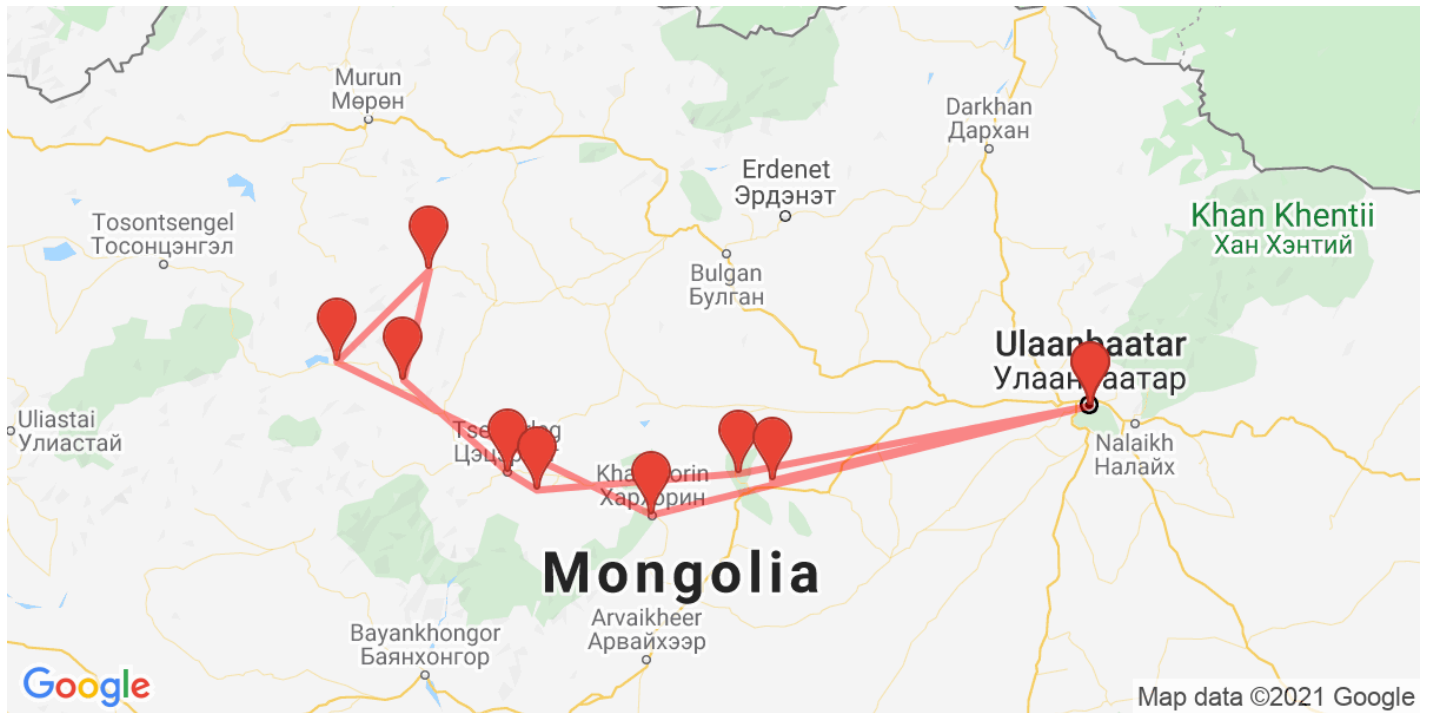 Murun
Мөрөн
Darkhan
Дархан
Erdenet
Эрдэнэт
Tosontsengel
Тосонцэнгэл
Khan Khentii
Хан Хэнтий
Bulgan
Булган
Ulaanbaatar
Улаанбаатар
Uliastai
Улиастай
Nalaikh
Налайх
Хархорин
Mongolia
Arvaikheer
Арвайхээр
Bayankhongor
Баянхонгор
Google
Map data ©2021 Google